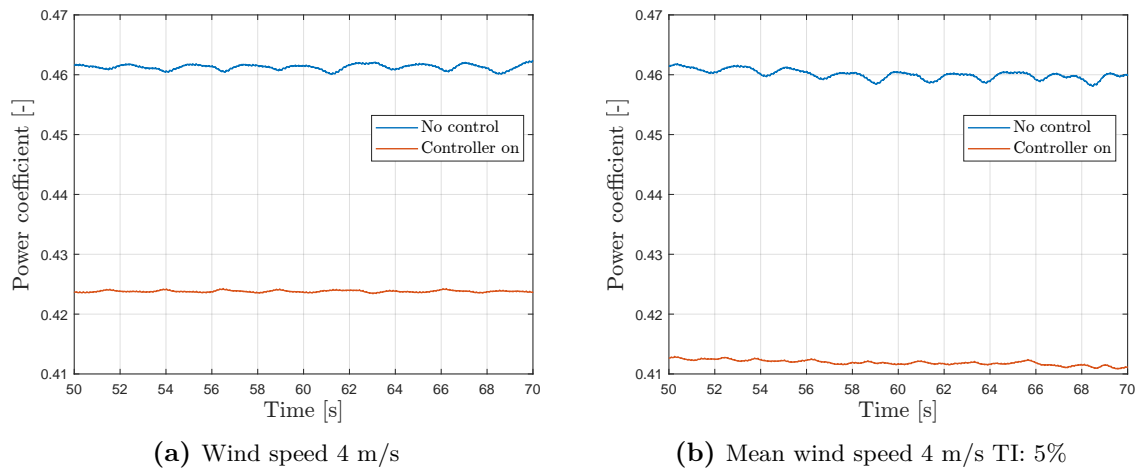 0.47
0.46
0.45
0.44
0.43
0.42
0.41
Power coefficient [-]
No control
Controller on
50 52 54 56 58 60 62 64 66 68 70
Time [s]
(a) Wind speed 4 m/s
0.47
0.46
0.45
0.44
0.43
0.42
0.41
Power coefficient [-]
No control
Controller on
50 52 54 56 58 60 62 64 66 68 70
Time [s]
(b) Mean wind speed 4 m/s TI: 5%